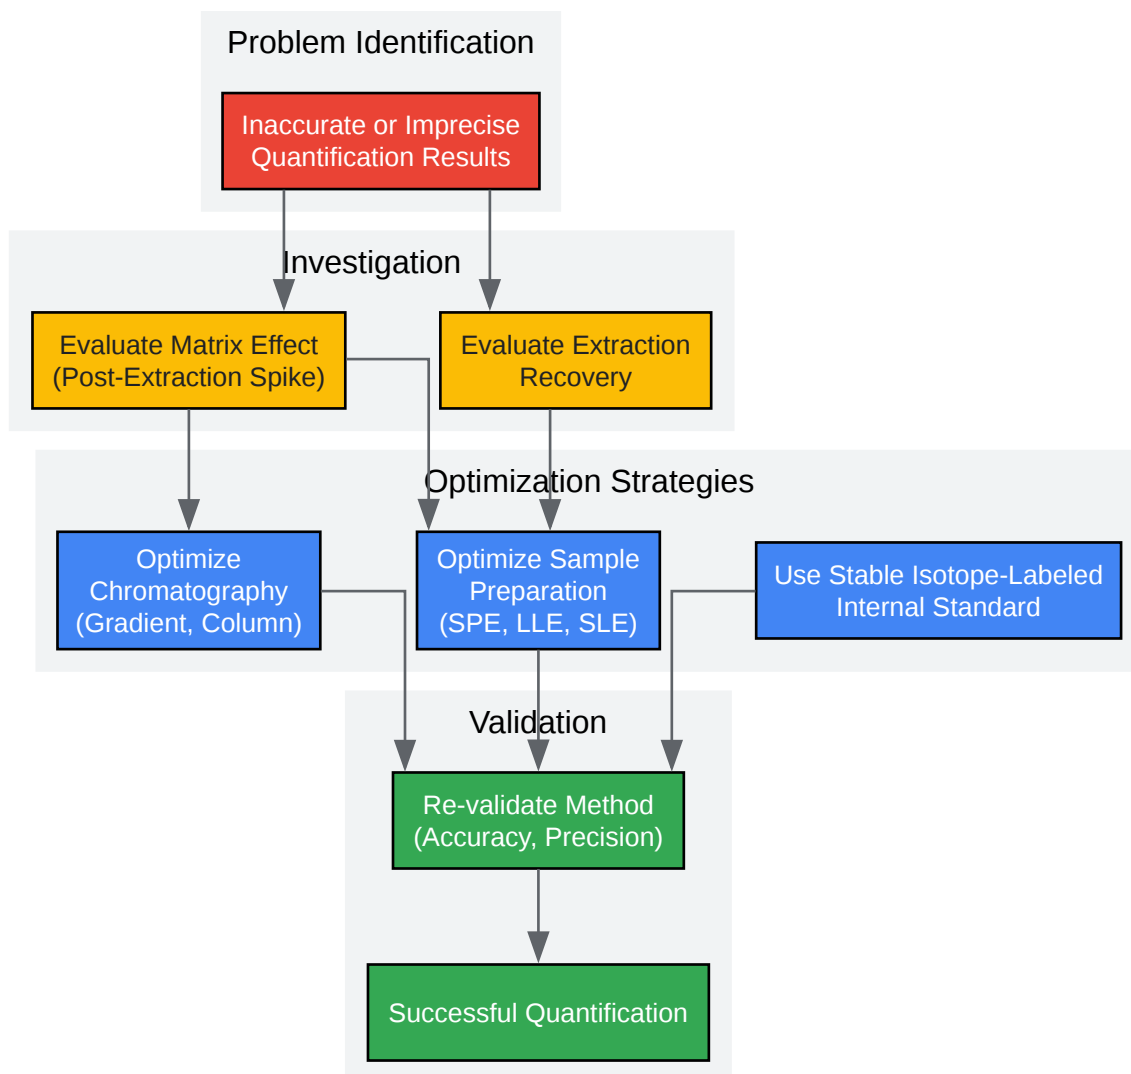 Problem Identification
Inaccurate or Imprecise
Quantification Results
Investigation
Evaluate Matrix Effect
(Post-Extraction Spike)
Evaluate Extraction
Recovery
Optimization Strategies
Optimize
Chromatography
(Gradient, Column)
Optimize Sample
Preparation
(SPE, LLE, SLE)
Use Stable Isotope-Labeled
Internal Standard
Validation
Re-validate Method
(Accuracy, Precision)
Successful Quantification